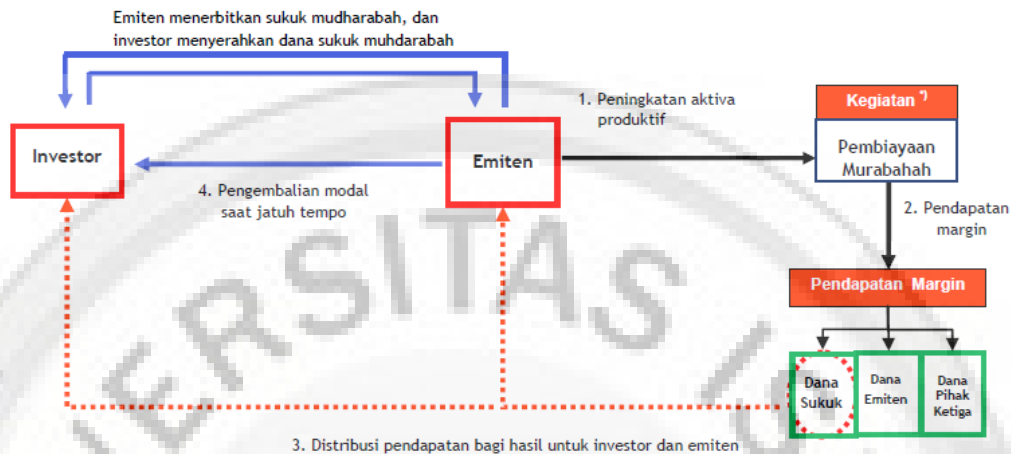 Emiten menerbitkan sukuk mudharabah, dan
investor menyerahkan dana sukuk muhdarabah
1. Peningkatan aktiva
produktif
Kegiatan *)
Investor
Emiten
Pembiayaan
Murabahah
4. Pengembalian modal
saat jatuh tempo
2. Pendapatan
margin
Pendapatan Margin
Dana
Sukuk
Dana
Emiten
Dana
Pihak
Ketiga
3. Distribusi pendapatan bagi hasil untuk investor dan emiten
ERSITAS IS